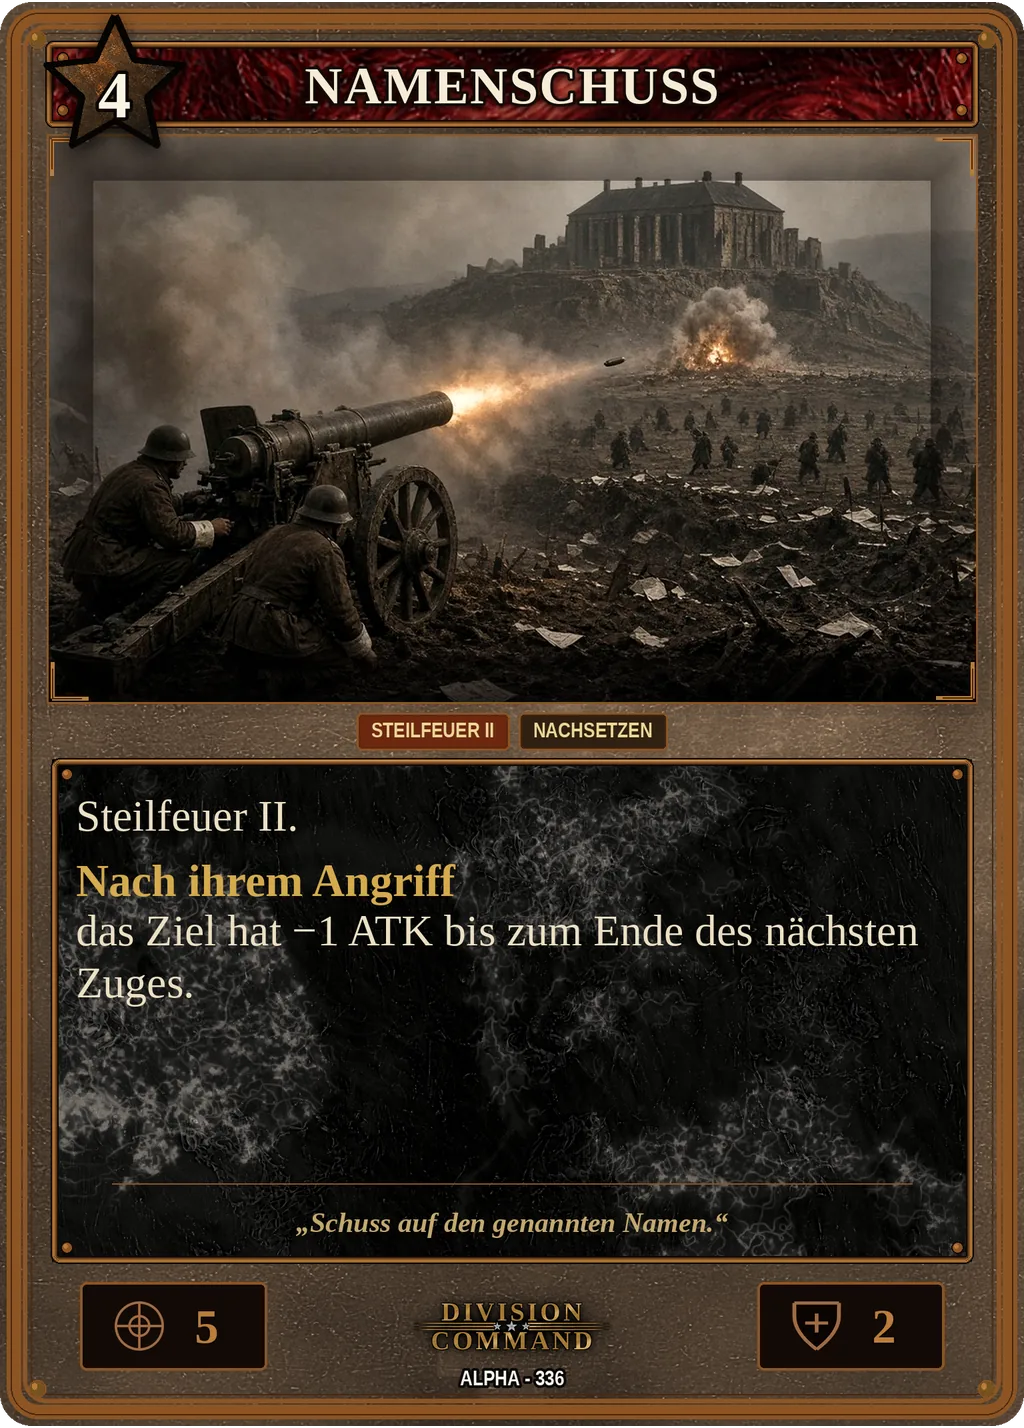 4
NAMENSCHUSS
STEILFEUER II
NACHSETZEN
Steilfeuer II.
Nach ihrem Angriff
das Ziel hat −1 ATK bis zum Ende des nächsten
Zuges.
„Schuss auf den genannten Namen.“
5
DIVISION
COMMAND
2
ALPHA - 336